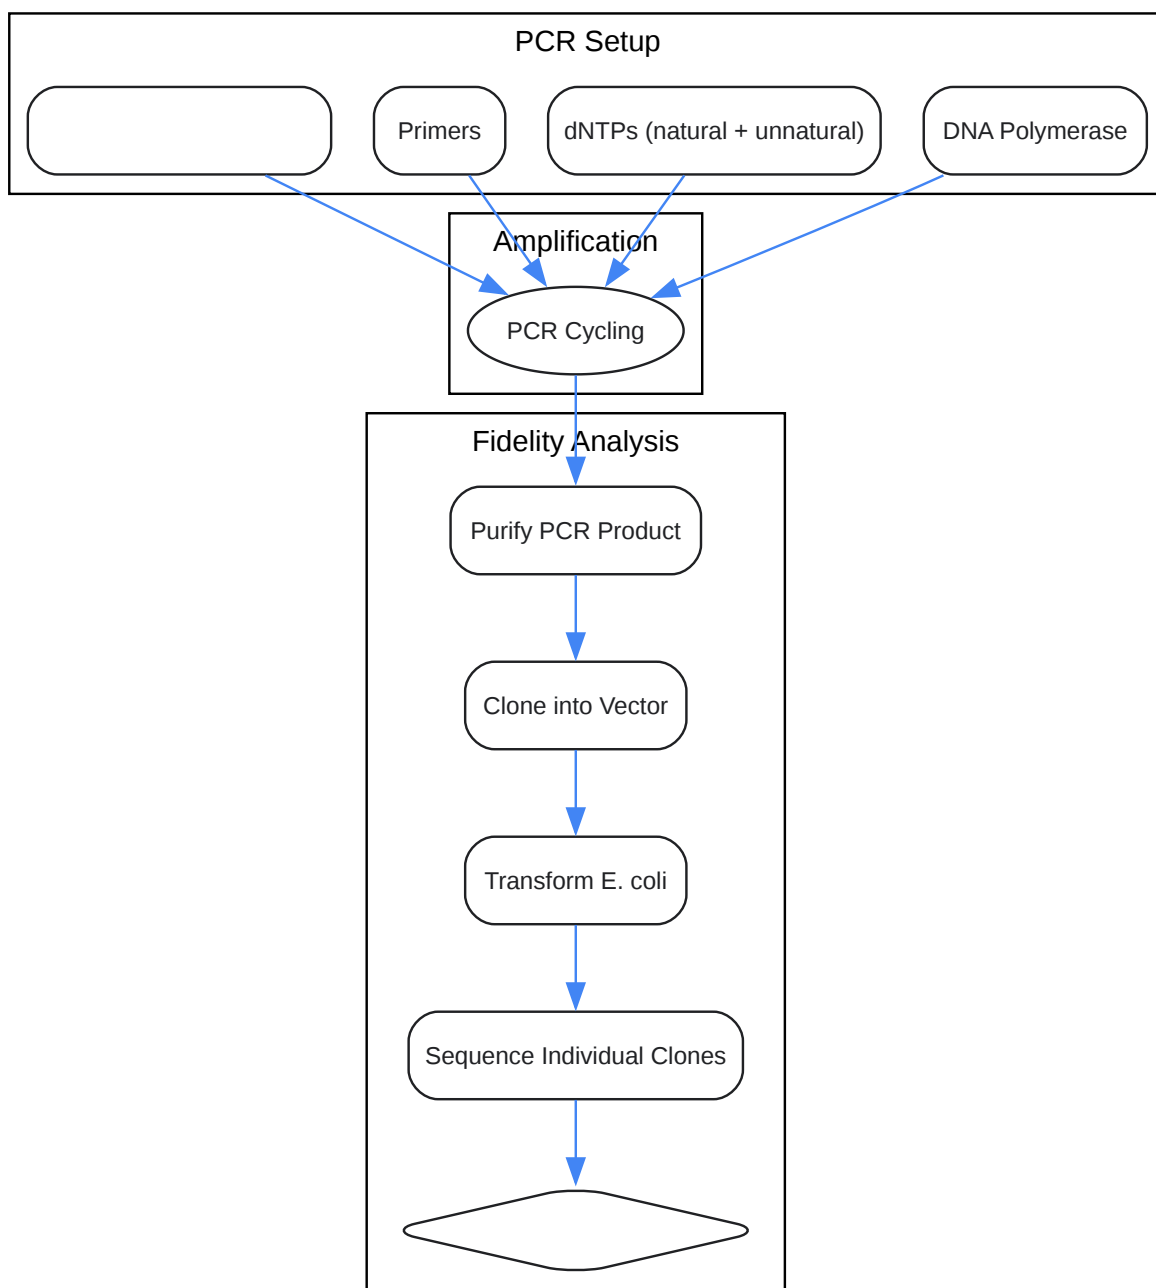 PCR Setup
Primers
dNTPs (natural + unnatural)
DNA Polymerase
Amplification
PCR Cycling
Fidelity Analysis
Purify PCR Product
Clone into Vector
Transform E. coli
Sequence Individual Clones